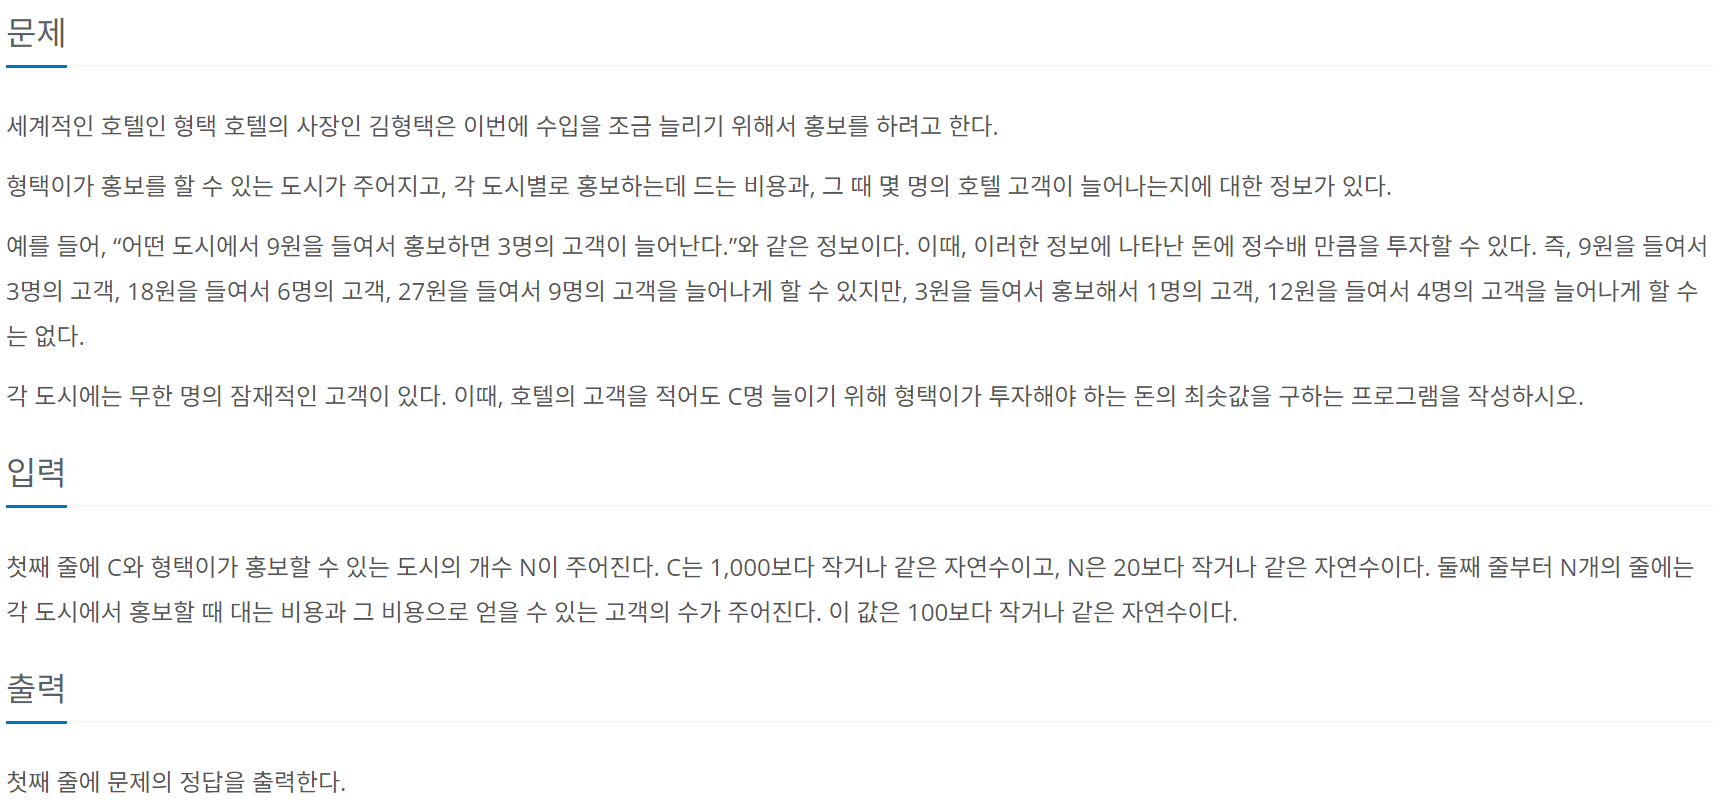 문제
세계적인 호텔인 형택 호텔의 사장인 김형택은 이번에 수입을 조금 늘리기 위해서 홍보를 하려고 한다.
형택이가 홍보를 할 수 있는 도시가 주어지고, 각 도시별로 홍보하는데 드는 비용과, 그 때 몇 명의 호텔 고객이 늘어나는지에 대한 정보가 있다.
예를 들어, “어떤 도시에서 9원을 들여서 홍보하면 3명의 고객이 늘어난다.”와 같은 정보이다. 이때, 이러한 정보에 나타난 돈에 정수배 만큼을 투자할 수 있다. 즉, 9원을 들여서
3명의 고객, 18원을 들여서 6명의 고객, 27원을 들여서 9명의 고객을 늘어나게 할 수 있지만, 3원을 들여서 홍보해서 1명의 고객, 12원을 들여서 4명의 고객을 늘어나게 할 수
는 없다.
각 도시에는 무한 명의 잠재적인 고객이 있다. 이때, 호텔의 고객을 적어도 C명 늘이기 위해 형택이가 투자해야 하는 돈의 최솟값을 구하는 프로그램을 작성하시오.
입력
첫째 줄에 C와 형택이가 홍보할 수 있는 도시의 개수 N이 주어진다. C는 1,000보다 작거나 같은 자연수이고, N은 20보다 작거나 같은 자연수이다. 둘째 줄부터 N개의 줄에는
각 도시에서 홍보할 때 대는 비용과 그 비용으로 얻을 수 있는 고객의 수가 주어진다. 이 값은 100보다 작거나 같은 자연수이다.
출력
첫째 줄에 문제의 정답을 출력한다.